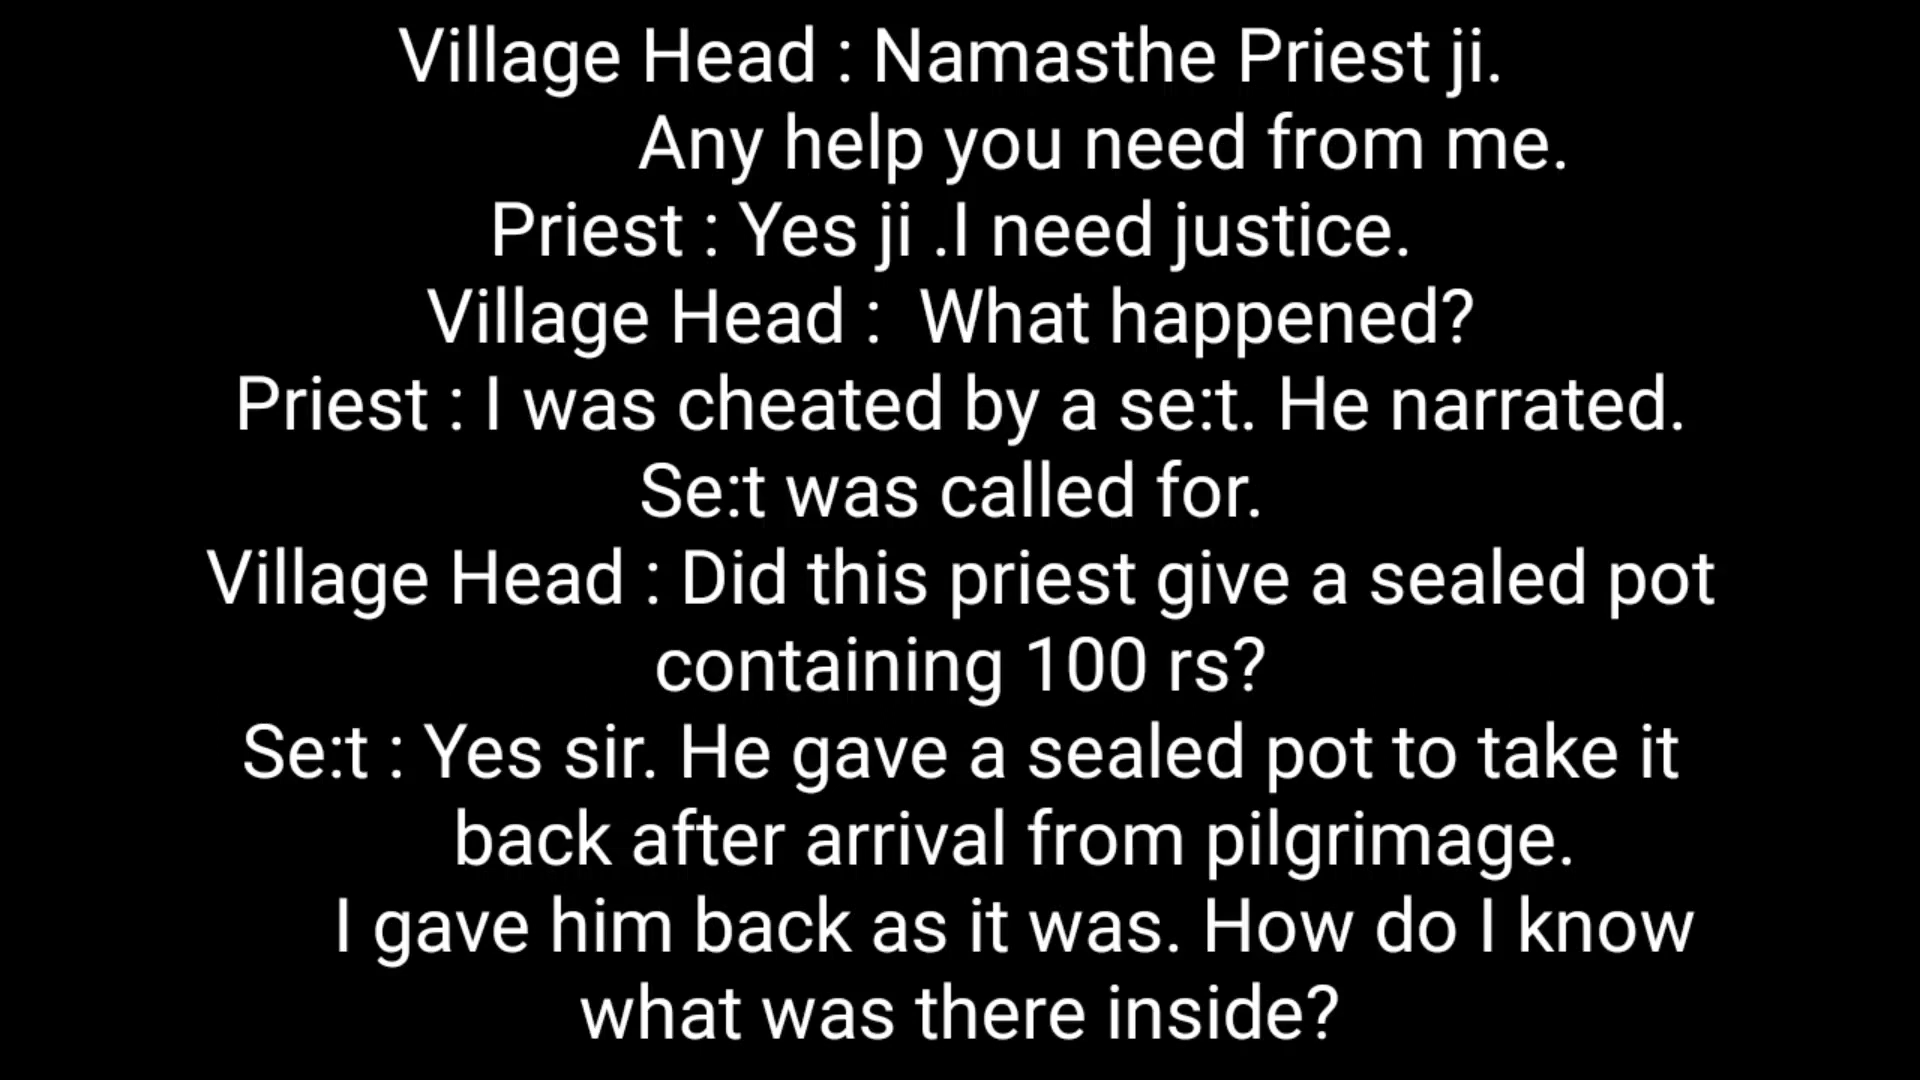 Village Head : Namasthe Priest ji.
Any help you need from me.
Priest : Yes ji .I need justice.
Village Head :  What happened?
Priest : I was cheated by a se:t. He narrated.
Se:t was called for.
Village Head : Did this priest give a sealed pot
containing 100 rs?
Se:t : Yes sir. He gave a sealed pot to take it
back after arrival from pilgrimage.
I gave him back as it was. How do I know
what was there inside?